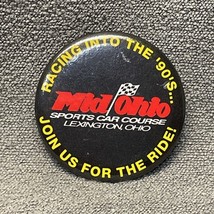 RACING INTO THE '90'S...
Mid Ohio
SPORTS CAR COURSE
LEXINGTON, OHIO
JOIN US FOR THE RIDE!